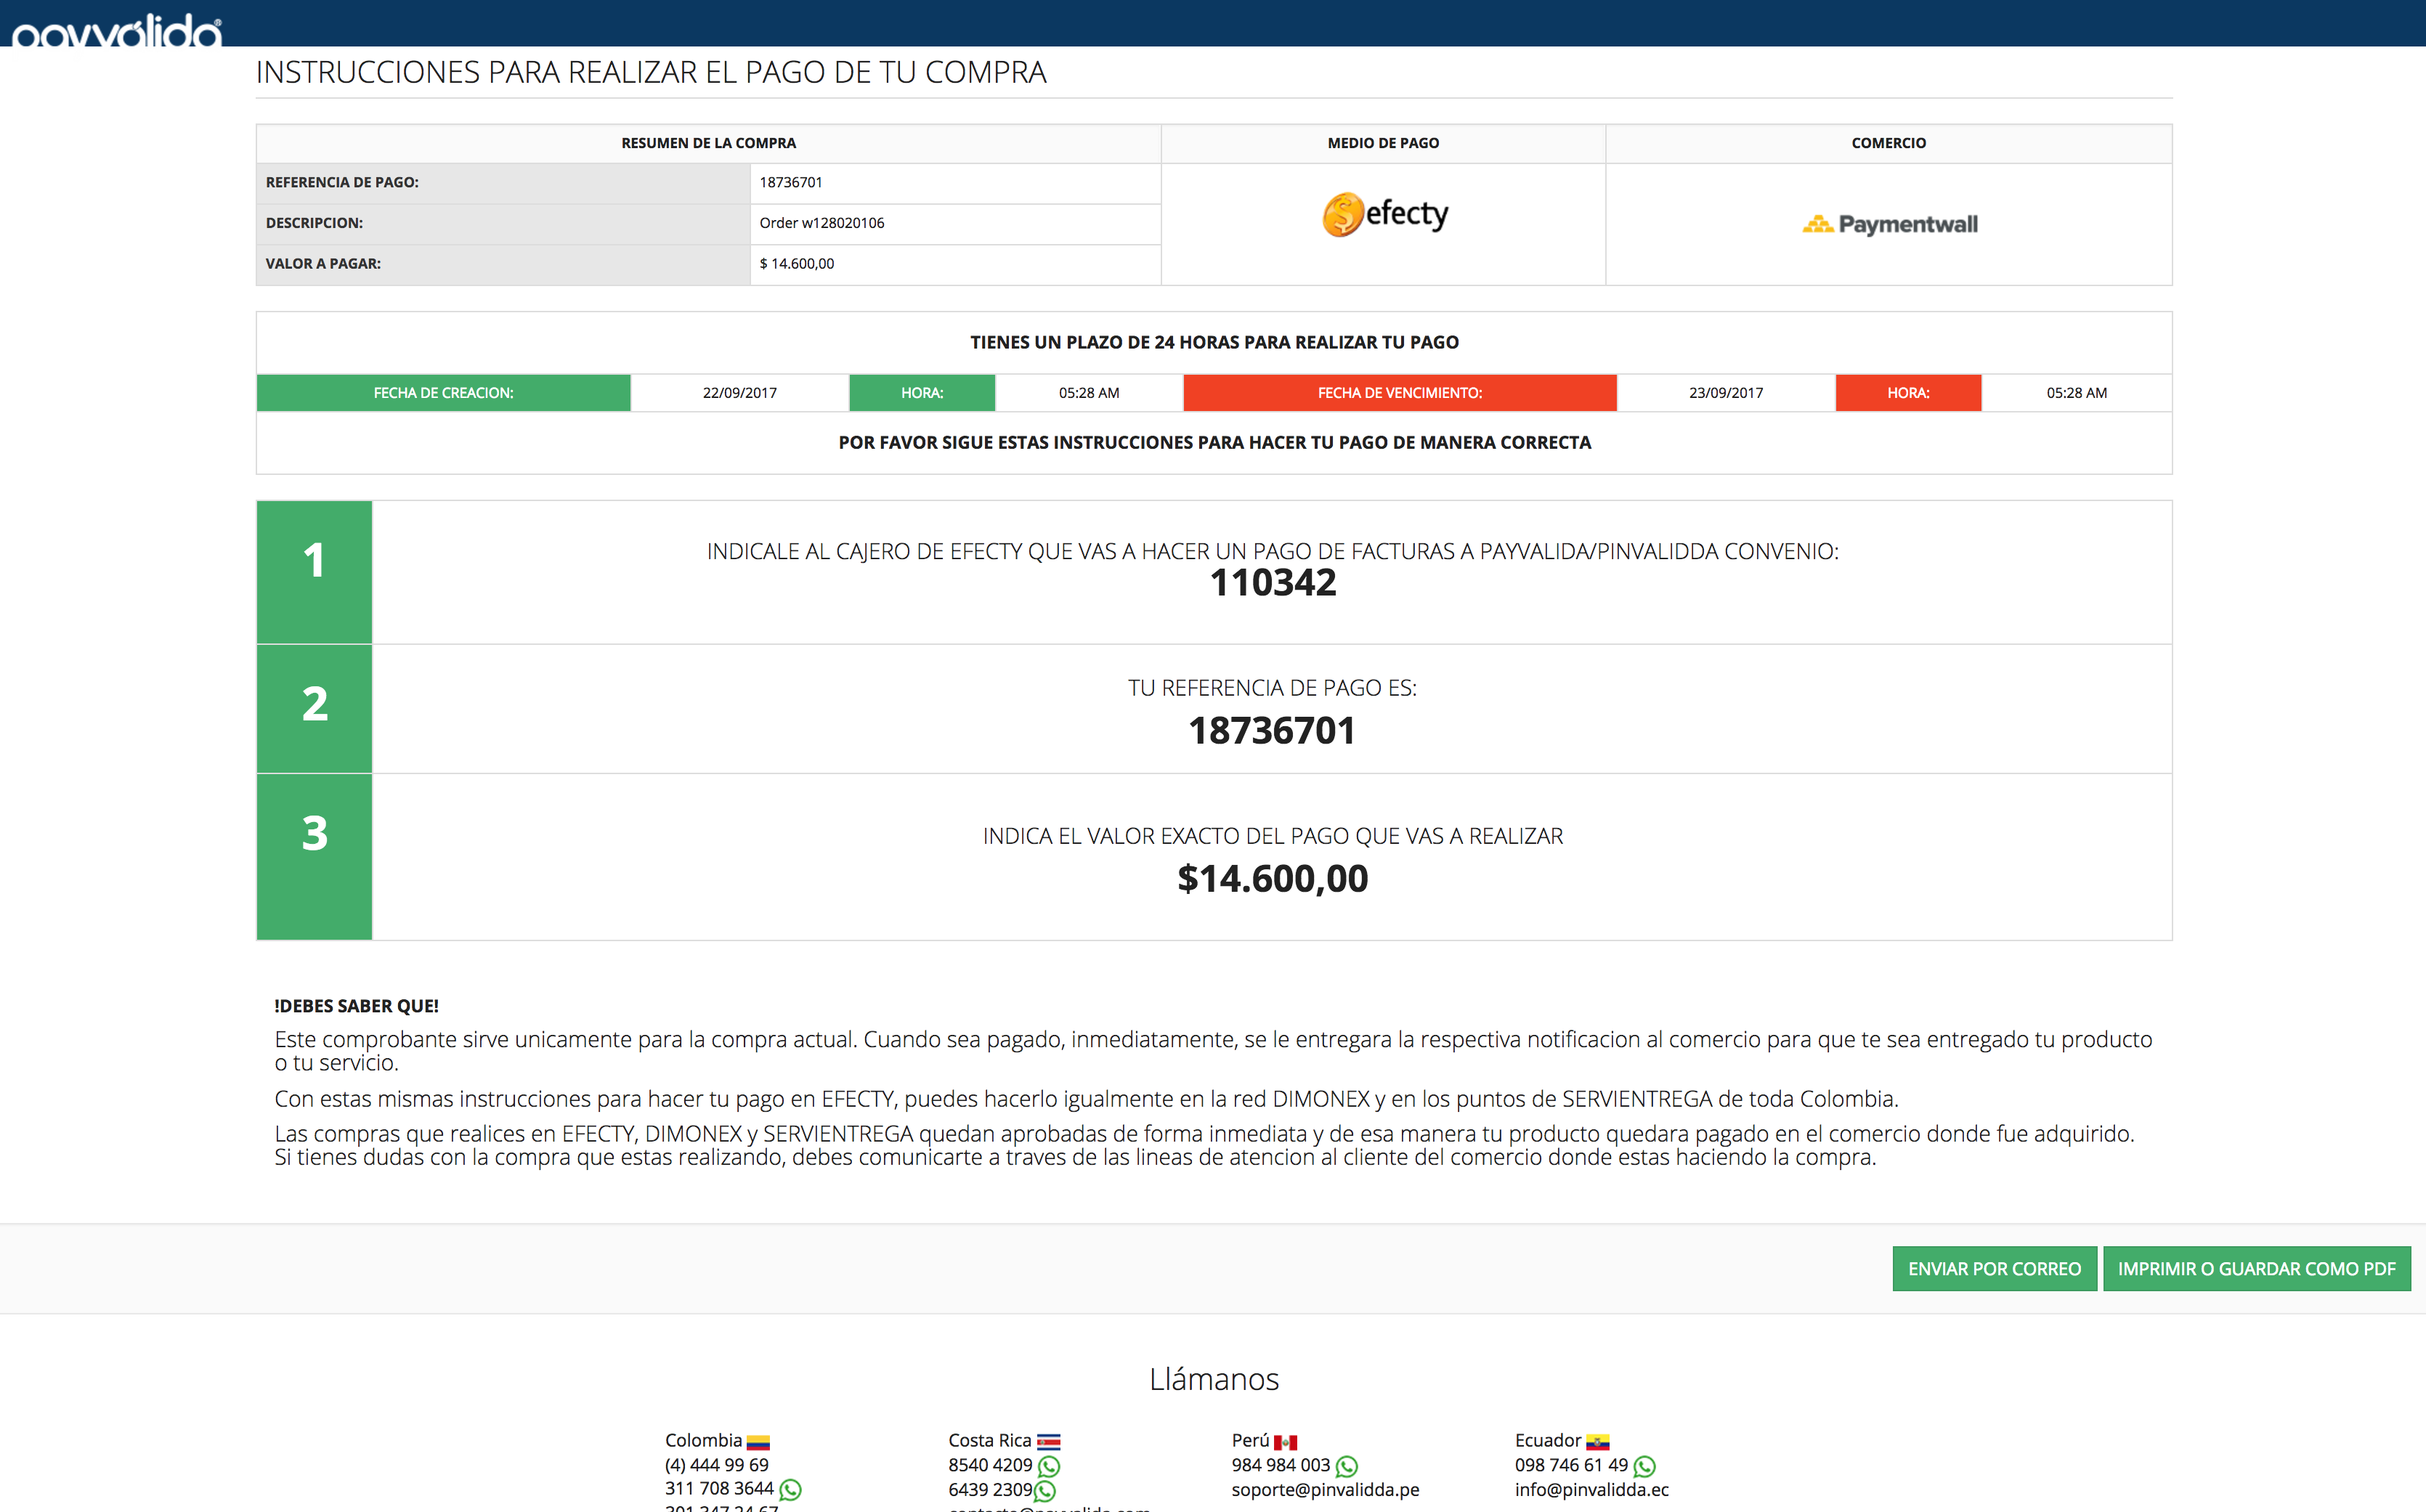 payválida®
INSTRUCCIONES PARA REALIZAR EL PAGO DE TU COMPRA
RESUMEN DE LA COMPRA
MEDIO DE PAGO
COMERCIO
REFERENCIA DE PAGO:
18736701
DESCRIPCION:
Order w128020106
VALOR A PAGAR:
$ 14.600,00
efecty
Paymentwall
TIENES UN PLAZO DE 24 HORAS PARA REALIZAR TU PAGO
FECHA DE CREACION:
22/09/2017
HORA:
05:28 AM
FECHA DE VENCIMIENTO:
23/09/2017
HORA:
05:28 AM
POR FAVOR SIGUE ESTAS INSTRUCCIONES PARA HACER TU PAGO DE MANERA CORRECTA
1
INDICALE AL CAJERO DE EFECTY QUE VAS A HACER UN PAGO DE FACTURAS A PAYVALIDA/PINVALIDDA CONVENIO:
110342
2
TU REFERENCIA DE PAGO ES:
18736701
3
INDICA EL VALOR EXACTO DEL PAGO QUE VAS A REALIZAR
$14.600,00
!DEBES SABER QUE!
Este comprobante sirve unicamente para la compra actual. Cuando sea pagado, inmediatamente, se le entregara la respectiva notificacion al comercio para que te sea entregado tu producto
o tu servicio.
Con estas mismas instrucciones para hacer tu pago en EFECTY, puedes hacerlo igualmente en la red DIMONEX y en los puntos de SERVIENTREGA de toda Colombia.
Las compras que realices en EFECTY, DIMONEX y SERVIENTREGA quedan aprobadas de forma inmediata y de esa manera tu producto quedara pagado en el comercio donde fue adquirido.
Si tienes dudas con la compra que estas realizando, debes comunicarte a traves de las lineas de atencion al cliente del comercio donde estas haciendo la compra.
ENVIAR POR CORREO
IMPRIMIR O GUARDAR COMO PDF
Llámanos
Colombia
(4) 444 99 69
311 708 3644
301 347 24 67
Costa Rica
8540 4209
6439 2309
contacto@payvalida.com
Perú
984 984 003
soporte@pinvalidda.pe
Ecuador
098 746 61 49
info@pinvalidda.ec